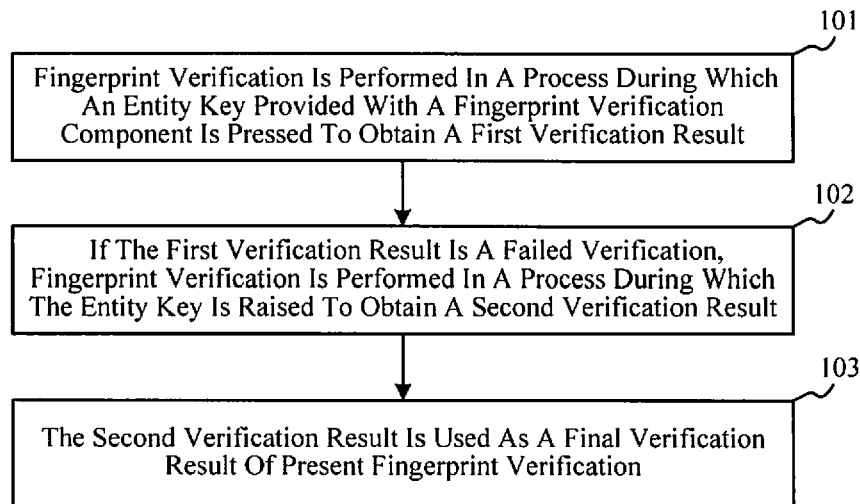 101
Fingerprint Verification Is Performed In A Process During Which
An Entity Key Provided With A Fingerprint Verification
Component Is Pressed To Obtain A First Verification Result
102
If The First Verification Result Is A Failed Verification,
Fingerprint Verification Is Performed In A Process During Which
The Entity Key Is Raised To Obtain A Second Verification Result
103
The Second Verification Result Is Used As A Final Verification
Result Of Present Fingerprint Verification